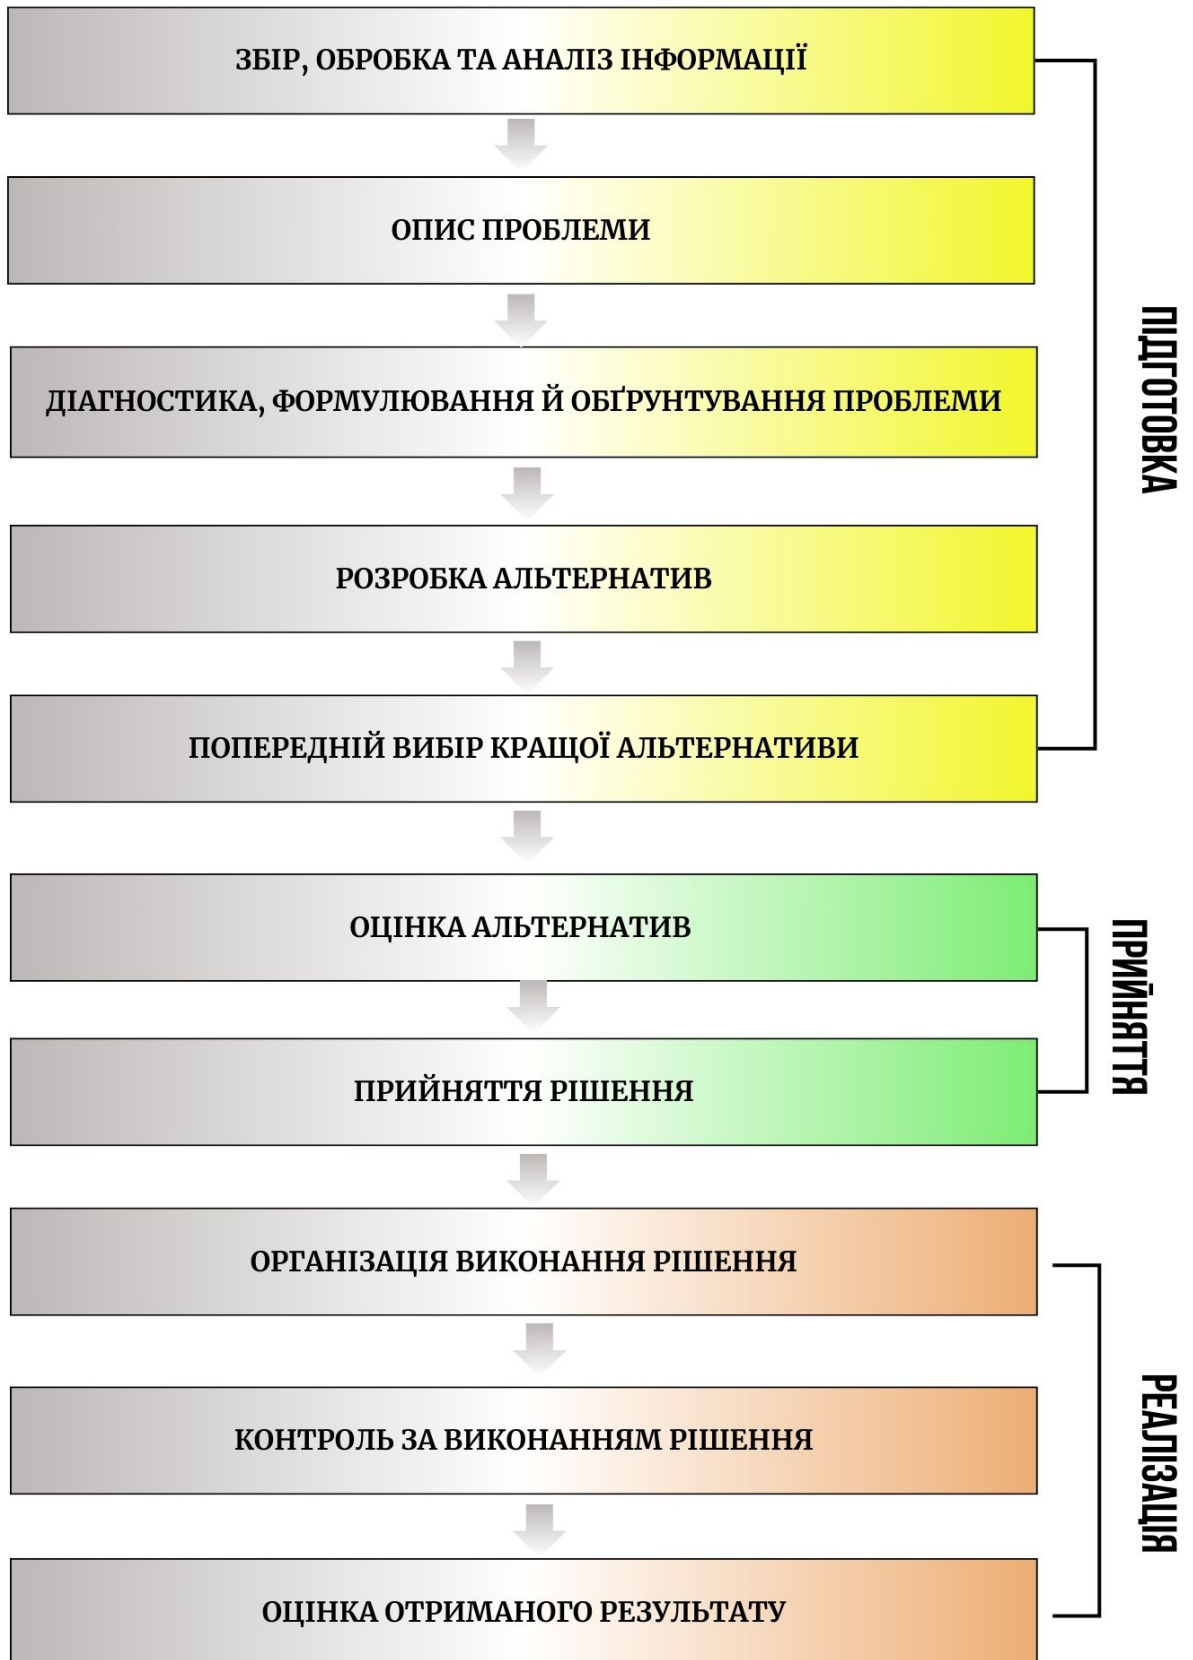 ЗБІР, ОБРОБКА ТА АНАЛІЗ ІНФОРМАЦІЇ
ОПИС ПРОБЛЕМИ
ДІАГНОСТИКА, ФОРМУЛЮВАННЯ Й ОБҐРУНТУВАННЯ ПРОБЛЕМИ
РОЗРОБКА АЛЬТЕРНАТИВ
ПОПЕРЕДНІЙ ВИБІР КРАЩОЇ АЛЬТЕРНАТИВИ
ПІДГОТОВКА
ОЦІНКА АЛЬТЕРНАТИВ
ПРИЙНЯТТЯ РІШЕННЯ
ПРИЙНЯТТЯ
ОРГАНІЗАЦІЯ ВИКОНАННЯ РІШЕННЯ
КОНТРОЛЬ ЗА ВИКОНАННЯМ РІШЕННЯ
ОЦІНКА ОТРИМАНОГО РЕЗУЛЬТАТУ
РЕАЛІЗАЦІЯ